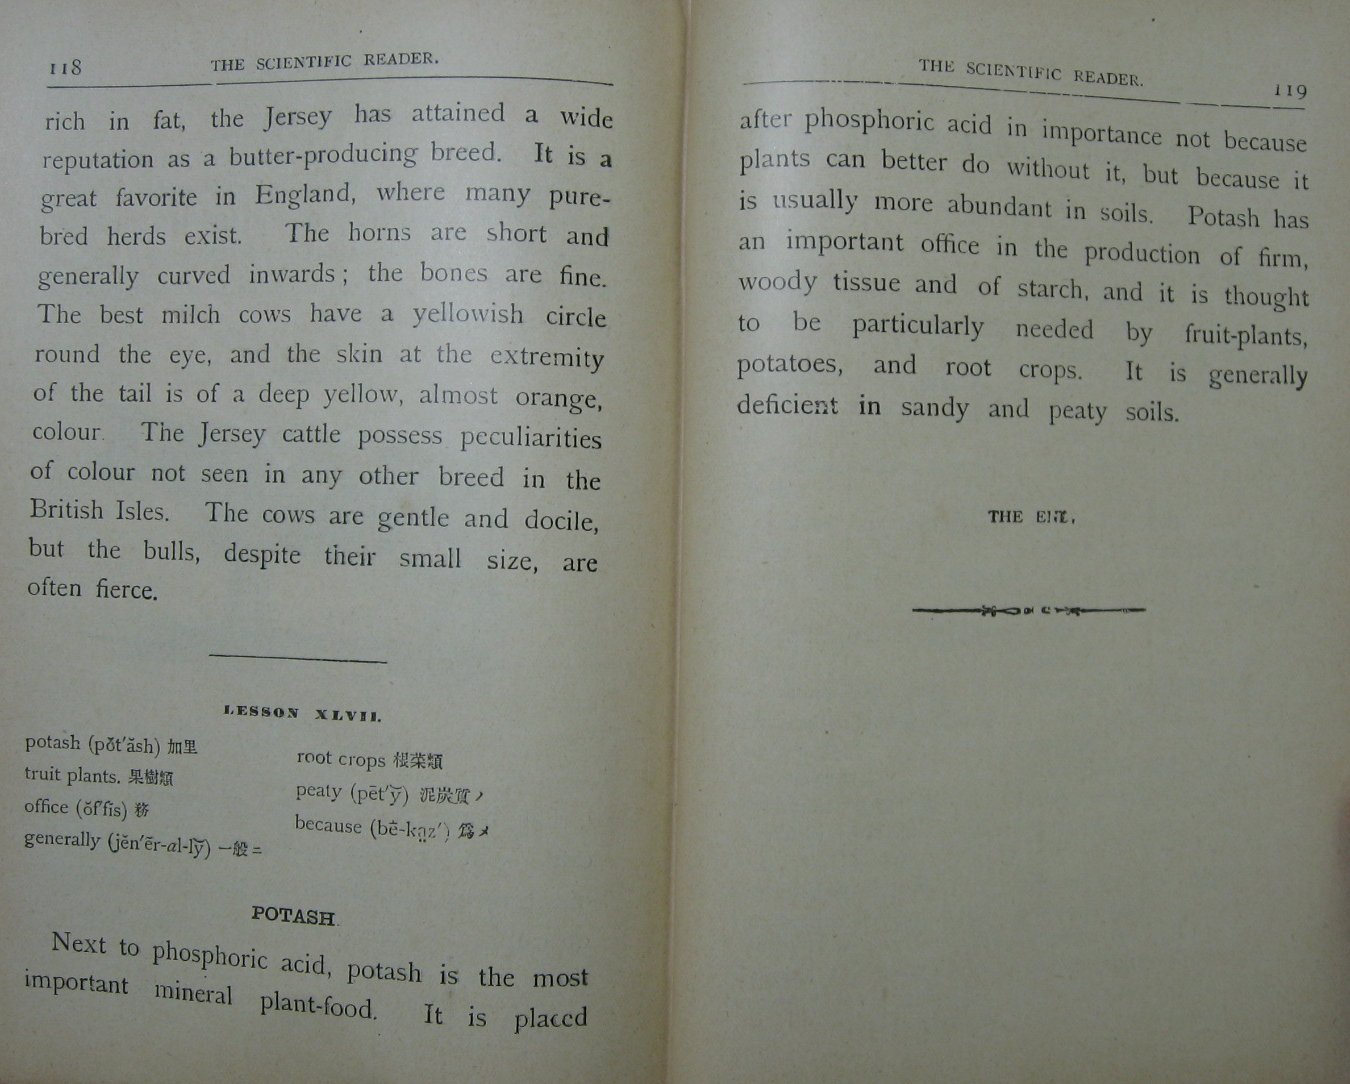 118
THE SCIENTIFIC READER.
rich in fat, the Jersey has attained a wide
reputation as a butter-producing breed. It is a
great favorite in England, where many pure-
bred herds exist. The horns are short and
generally curved inwards; the bones are fine.
The best milch cows have a yellowish circle
round the eye, and the skin at the extremity
of the tail is of a deep yellow, almost orange,
colour. The Jersey cattle possess peculiarities
of colour not seen in any other breed in the
British Isles. The cows are gentle and docile,
but the bulls, despite their small size, are
often fierce.
LESSON XLVII.
potash (pŏt′ăsh) 加里
truit plants. 果樹類
office (ŏf′fis) 務
generally (jĕn′ẽr-al-lў) 一般ニ
root crops 根菜類
peaty (pēt′ў) 泥炭質ノ
because (bē̇-ka̤z′) 爲メ
POTASH.
Next to phosphoric acid, potash is the most
important mineral plant-food. It is placed
THE SCIENTIFIC READER.
119
after phosphoric acid in importance not because
plants can better do without it, but because it
is usually more abundant in soils. Potash has
an important office in the production of firm,
woody tissue and of starch, and it is thought
to be particularly needed by fruit-plants,
potatoes, and root crops. It is generally
deficient in sandy and peaty soils.
THE END.